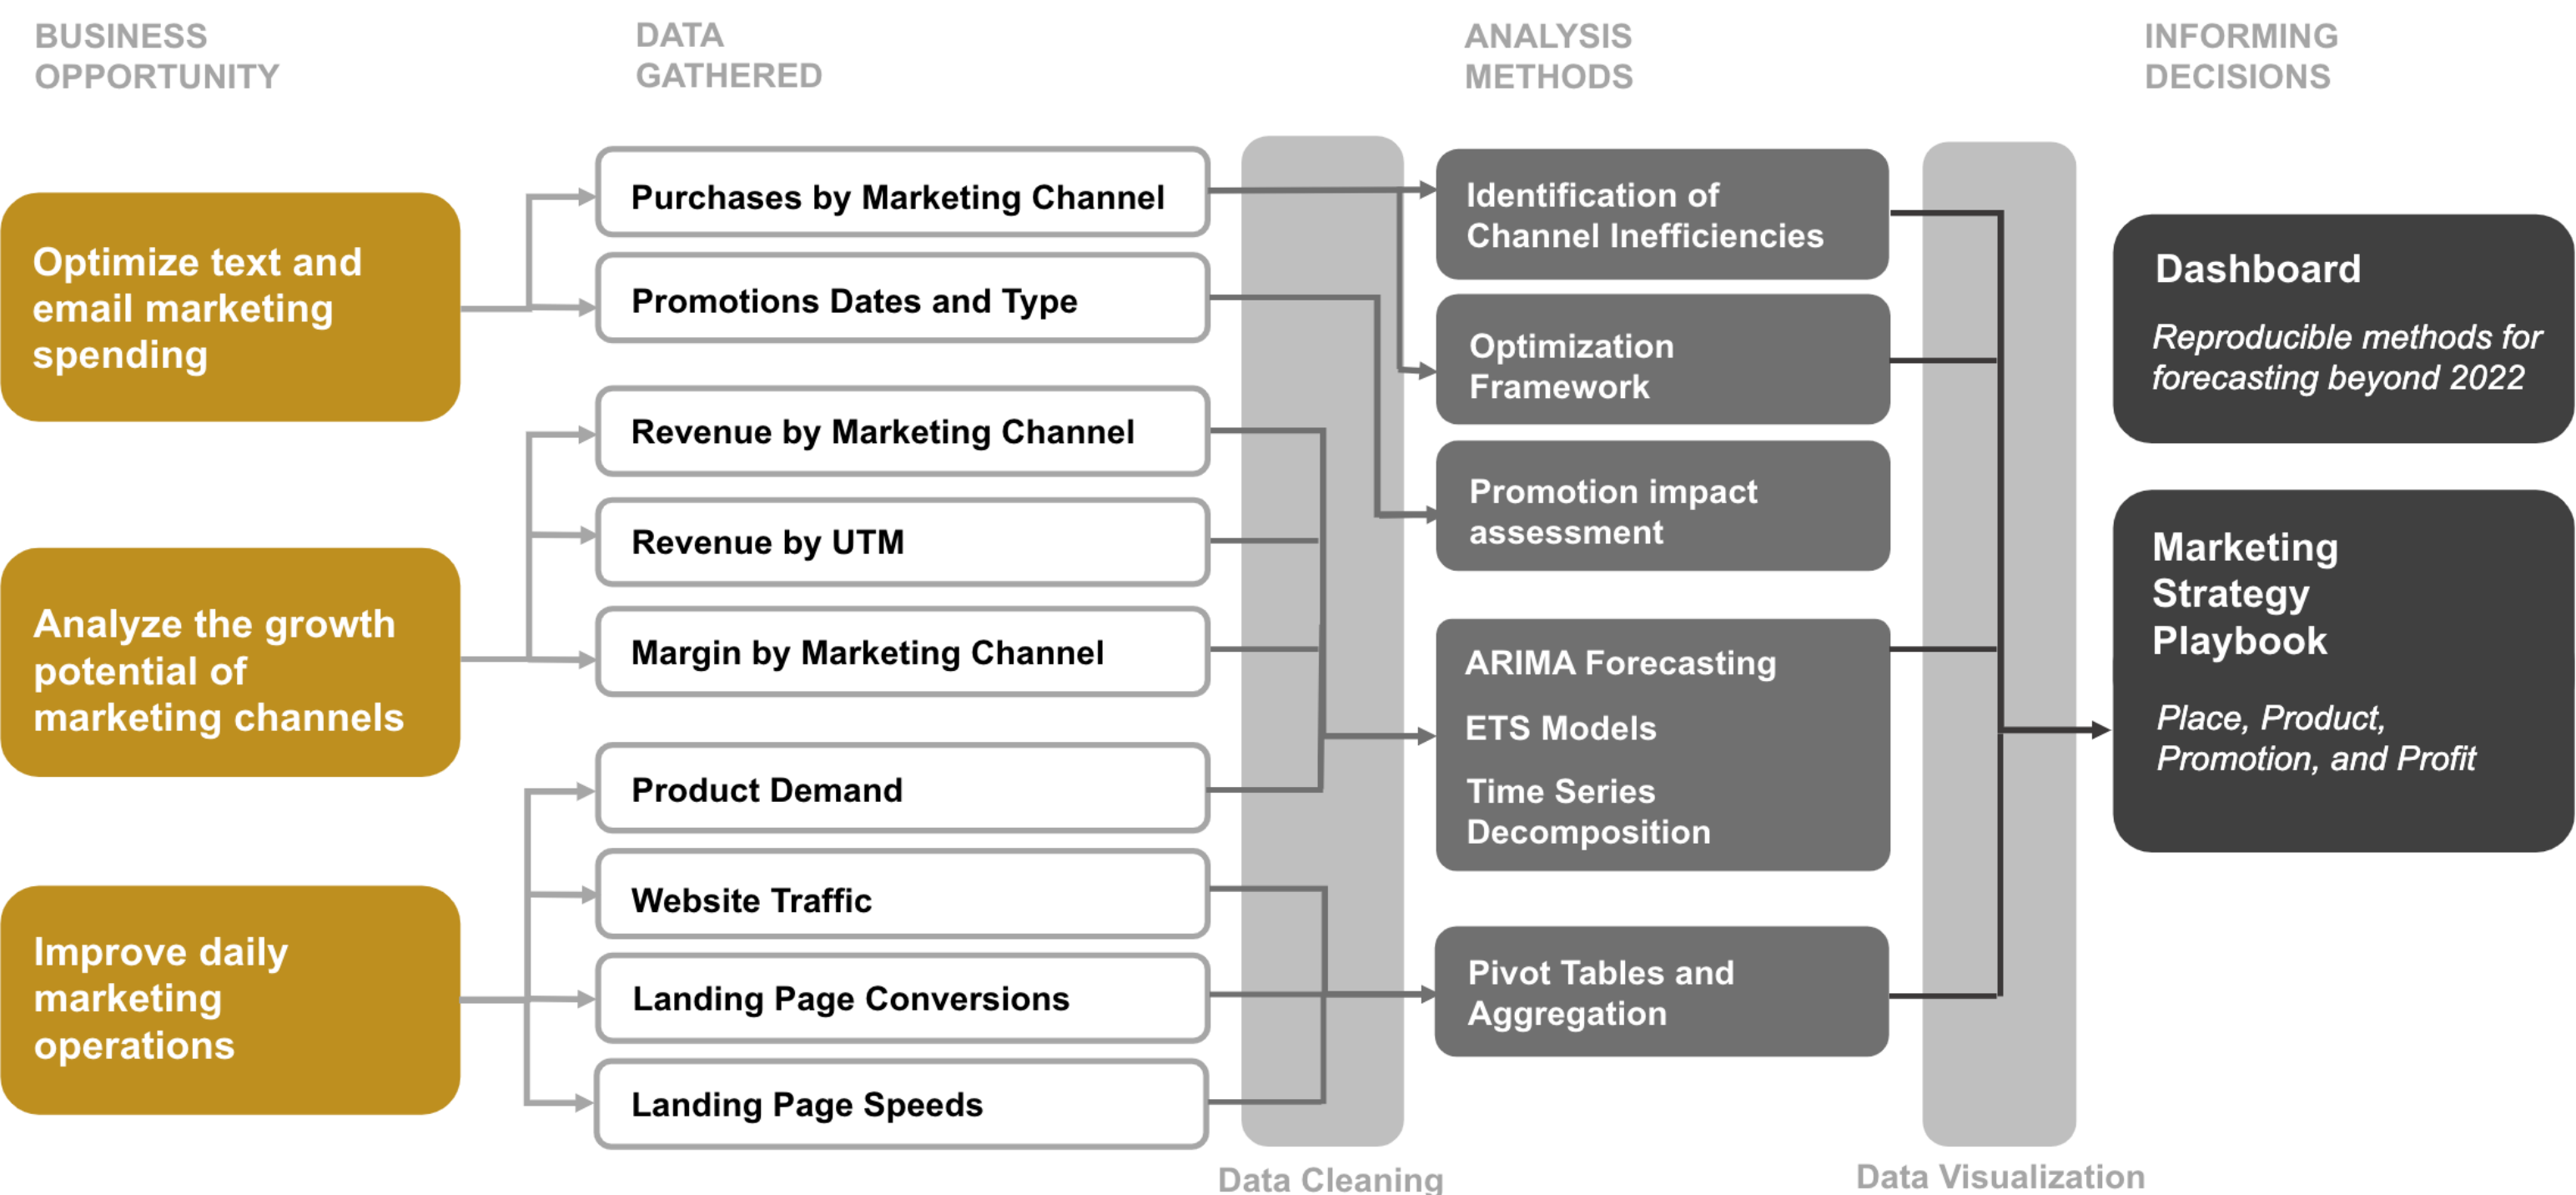 BUSINESS
OPPORTUNITY
DATA
GATHERED
ANALYSIS
METHODS
INFORMING
DECISIONS
Optimize text and
email marketing
spending
Analyze the growth
potential of
marketing channels
Improve daily
marketing
operations
Purchases by Marketing Channel
Promotions Dates and Type
Revenue by Marketing Channel
Revenue by UTM
Margin by Marketing Channel
Product Demand
Website Traffic
Landing Page Conversions
Landing Page Speeds
Data Cleaning
Identification of
Channel Inefficiencies
Optimization
Framework
Promotion impact
assessment
ARIMA Forecasting
ETS Models
Time Series
Decomposition
Pivot Tables and
Aggregation
Data Visualization
Dashboard
Reproducible methods for
forecasting beyond 2022
Marketing
Strategy
Playbook
Place, Product,
Promotion, and Profit